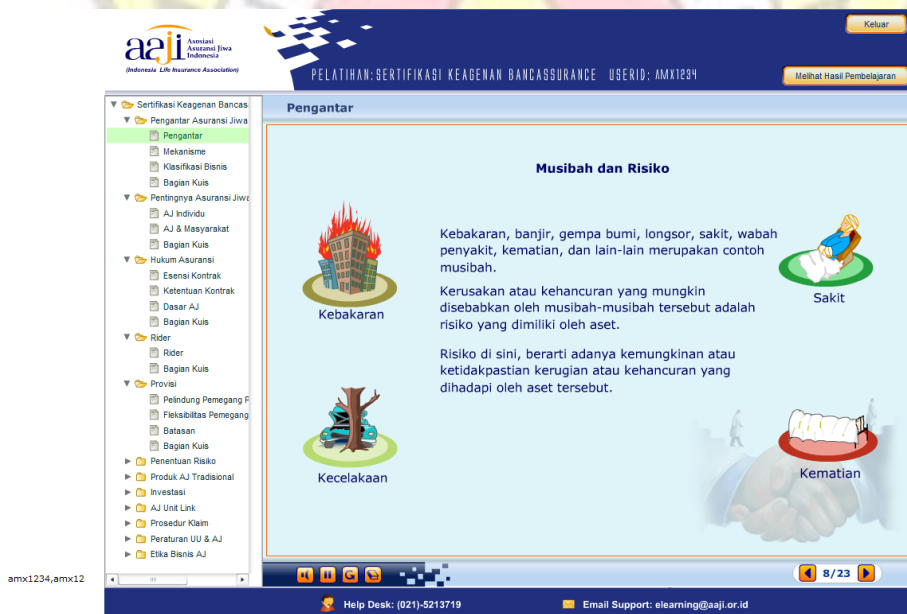 aaji Asosiasi
Asuransi Jiwa
Indonesia
(Indonesia Life Insurance Association)
Keluar
PELATIHAN:SERTIFIKASI KEAGENAN BANCASSURANCE USERID: AMX1234
Melihat Hasil Pembelajaran
Sertifikasi Keagenan Bancas
Pengantar Asuransi Jiwa
Pengantar
Mekanisme
Klasifikasi Bisnis
Bagian Kuis
Pentingnya Asuransi Jiwa
AJ Individu
AJ & Masyarakat
Bagian Kuis
Hukum Asuransi
Esensi Kontrak
Ketentuan Kontrak
Dasar AJ
Bagian Kuis
Rider
Rider
Bagian Kuis
Provisi
Pelindung Pemegang P
Fleksibilitas Pemegang
Batasan
Bagian Kuis
Penentuan Risiko
Produk AJ Tradisional
Investasi
AJ Unit Link
Prosedur Klaim
Peraturan UU & AJ
Etika Bisnis AJ
Pengantar
Musibah dan Risiko
Kebakaran, banjir, gempa bumi, longsor, sakit, wabah
penyakit, kematian, dan lain-lain merupakan contoh
musibah.
Kerusakan atau kehancuran yang mungkin
disebabkan oleh musibah-musibah tersebut adalah
risiko yang dimiliki oleh aset.
Risiko di sini, berarti adanya kemungkinan atau
ketidakpastian kerugian atau kehancuran yang
dihadapi oleh aset tersebut.
Kebakaran
Sakit
Kecelakaan
Kematian
amx1234,amx12
G
8/23
Help Desk: (021)-5213719
Email Support: elearning@aaji.or.id